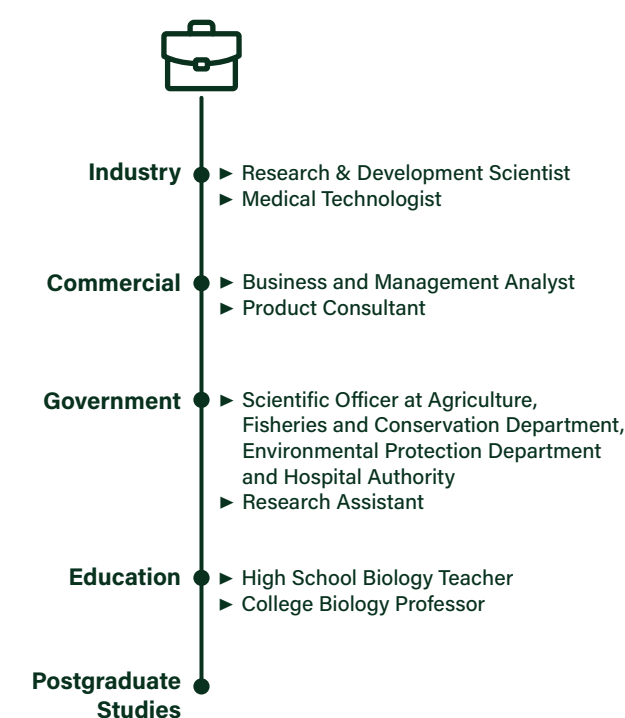 Industry
► Research & Development Scientist
► Medical Technologist
Commercial
► Business and Management Analyst
► Product Consultant
Government
► Scientific Officer at Agriculture,
Fisheries and Conservation Department,
Environmental Protection Department
and Hospital Authority
► Research Assistant
Education
► High School Biology Teacher
► College Biology Professor
Postgraduate
Studies